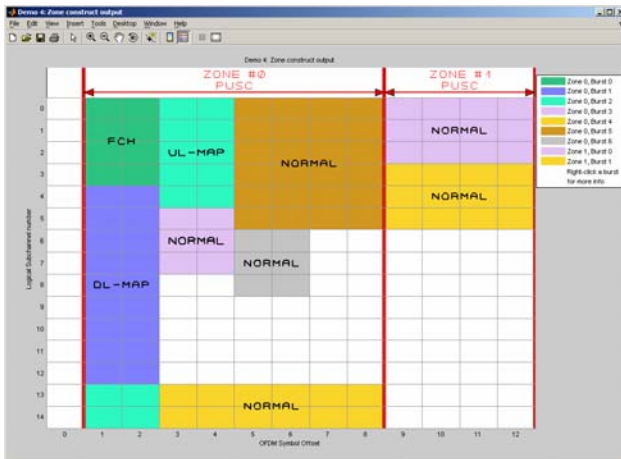 Demo 4: Zone construct output
File Edit View Insert Tools Desktop Window Help
Demo 4: Zone construct output
ZONE #0
PUSC
ZONE #1
PUSC
Zone 0, Burst 0
Zone 0, Burst 1
Zone 0, Burst 2
Zone 0, Burst 3
Zone 0, Burst 4
Zone 0, Burst 5
Zone 0, Burst 6
Zone 1, Burst 0
Zone 1, Burst 1
Right-click a burst
for more info
Logical Subchannel number
0
1
2
3
4
5
6
7
8
9
10
11
12
13
14
FCH
UL-MAP
NORMAL
NORMAL
NORMAL
NORMAL
NORMAL
DL-MAP
NORMAL
0 1 2 3 4 5 6 7 8 9 10 11 12
OFDM Symbol Offset